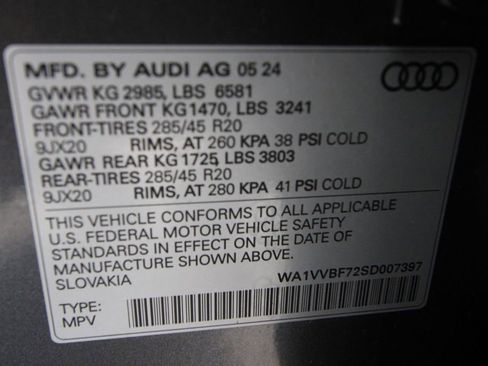 MFD. BY AUDI AG 05 24
GVWR KG 2985, LBS 6581
GAWR FRONT KG1470, LBS 3241
FRONT-TIRES 285/45 R20
9JX20 RIMS, AT 260 KPA 38 PSI COLD
GAWR REAR KG 1725, LBS 3803
REAR-TIRES 285/45 R20
9JX20 RIMS, AT 280 KPA 41 PSI COLD
THIS VEHICLE CONFORMS TO ALL APPLICABLE
U.S. FEDERAL MOTOR VEHICLE SAFETY
STANDARDS IN EFFECT ON THE DATE OF
MANUFACTURE SHOWN ABOVE.
SLOVAKIA
WA1VVBF72SD007397
TYPE:
MPV